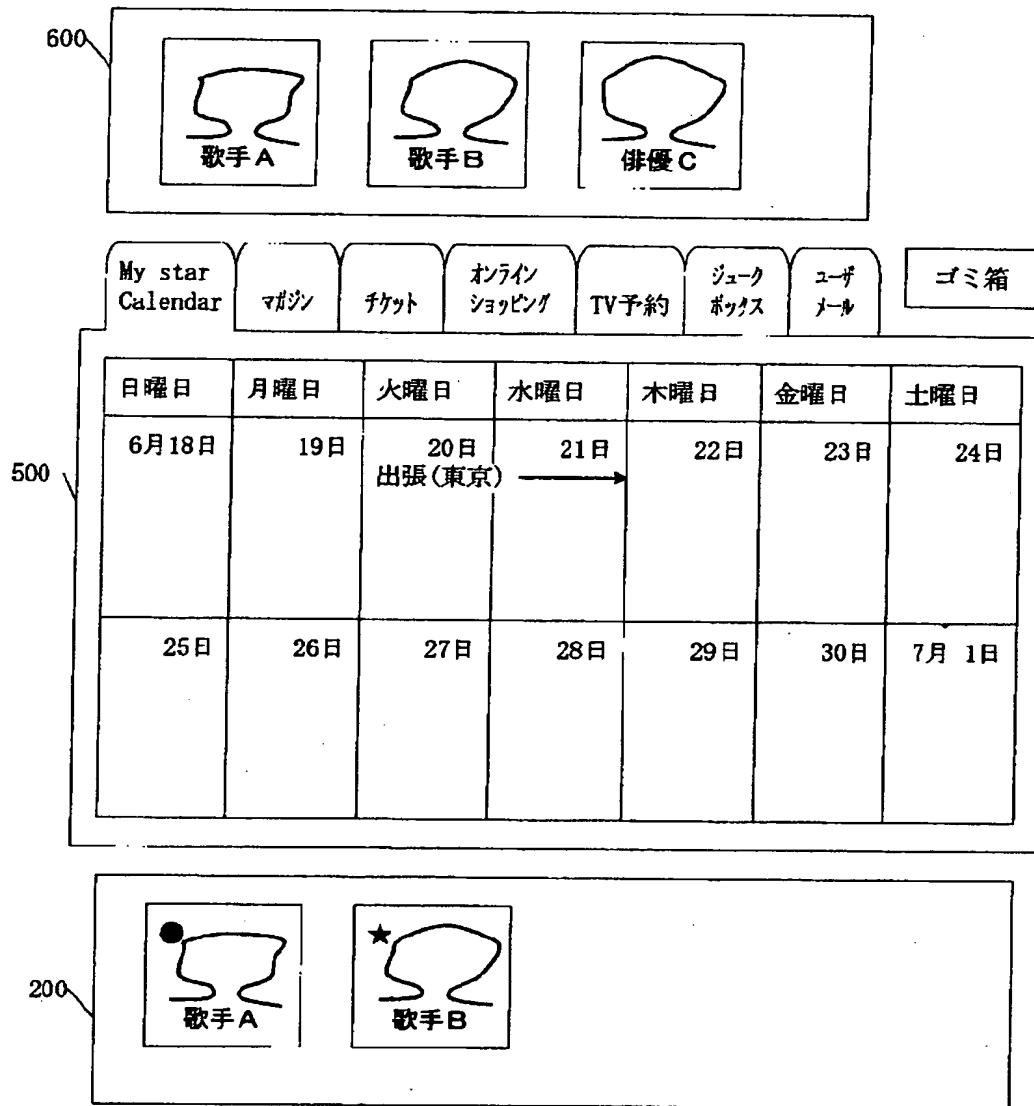 600
歌手A 歌手B 俳優C
My star
Calendar
マガジン
チケット
オンライン
ショッピング
TV予約
ジューク
ボックス
ユーザ
メール
ゴミ箱
日曜日 月曜日 火曜日 水曜日 木曜日 金曜日 土曜日
500
6月18日 19日 20日 21日 22日 23日 24日
出張(東京)
25日 26日 27日 28日 29日 30日 7月 1日
200
歌手A 歌手B